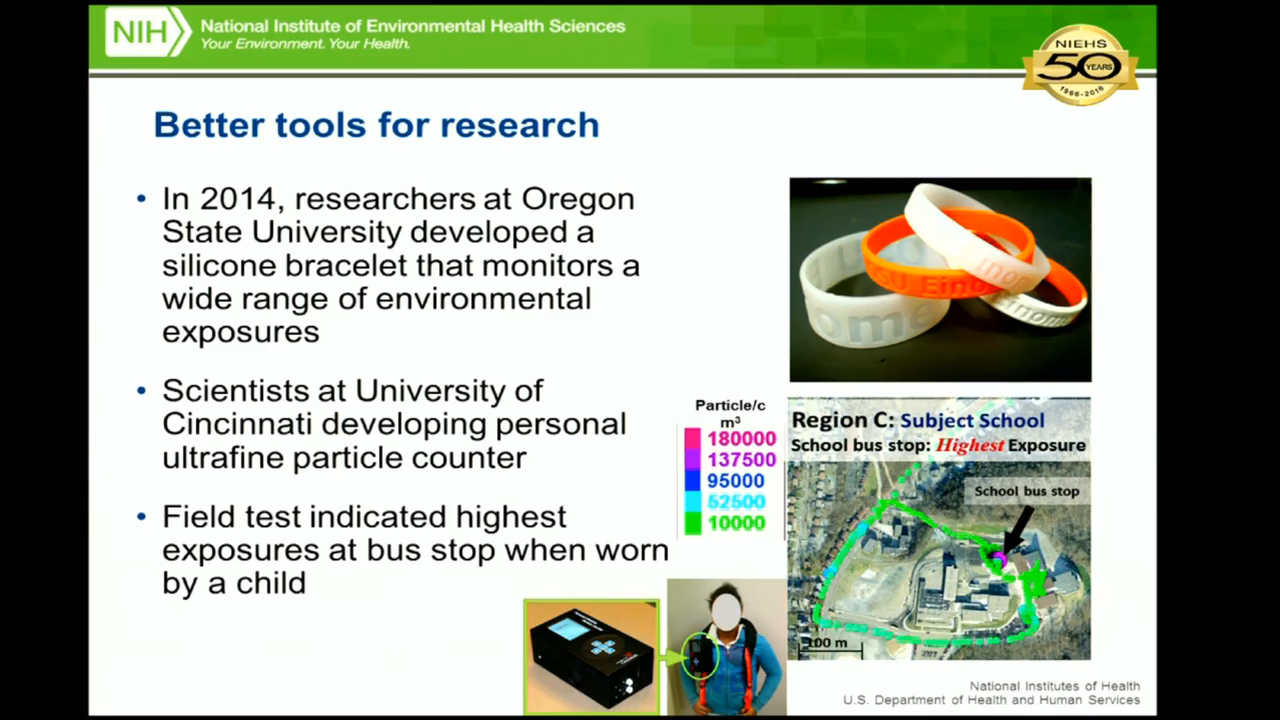 NIH
National Institute of Environmental Health Sciences
Your Environment. Your Health.
NIEHS
50
YEARS
1966-2016
Better tools for research
• In 2014, researchers at Oregon
State University developed a
silicone bracelet that monitors a
wide range of environmental
exposures
• Scientists at University of
Cincinnati developing personal
ultrafine particle counter
• Field test indicated highest
exposures at bus stop when worn
by a child
Particle/c
m³
180000
137500
95000
52500
10000
Region C: Subject School
School bus stop: Highest Exposure
School bus stop
100 m
National Institutes of Health
U.S. Department of Health and Human Services